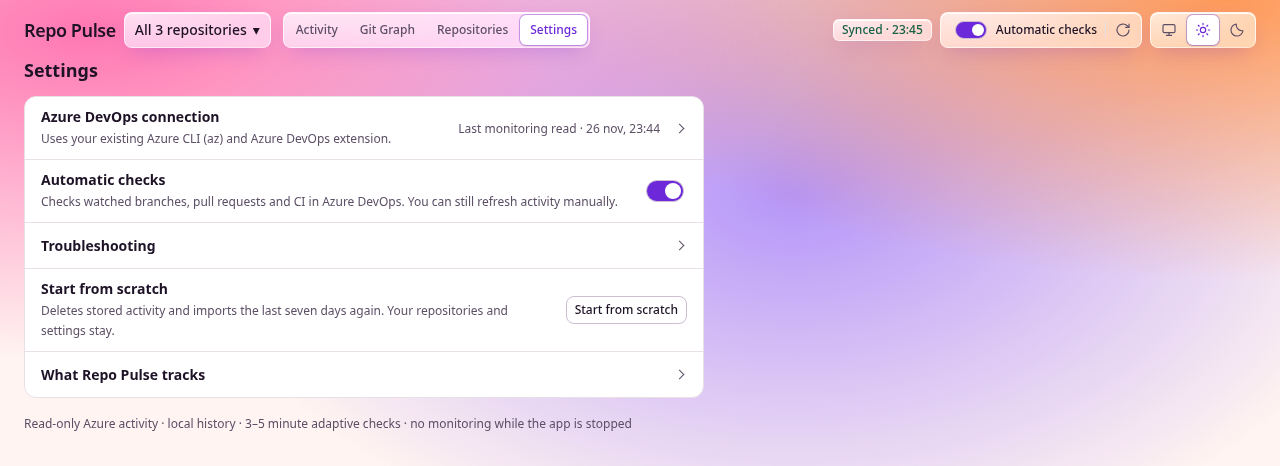 Repo Pulse
All 3 repositories ▾
Activity
Git Graph
Repositories
Settings
Synced · 23:45
Automatic checks
Settings
Azure DevOps connection
Uses your existing Azure CLI (az) and Azure DevOps extension.
Last monitoring read · 26 nov, 23:44
Automatic checks
Checks watched branches, pull requests and CI in Azure DevOps. You can still refresh activity manually.
Troubleshooting
Start from scratch
Deletes stored activity and imports the last seven days again. Your repositories and
settings stay.
Start from scratch
What Repo Pulse tracks
Read-only Azure activity · local history · 3–5 minute adaptive checks · no monitoring while the app is stopped